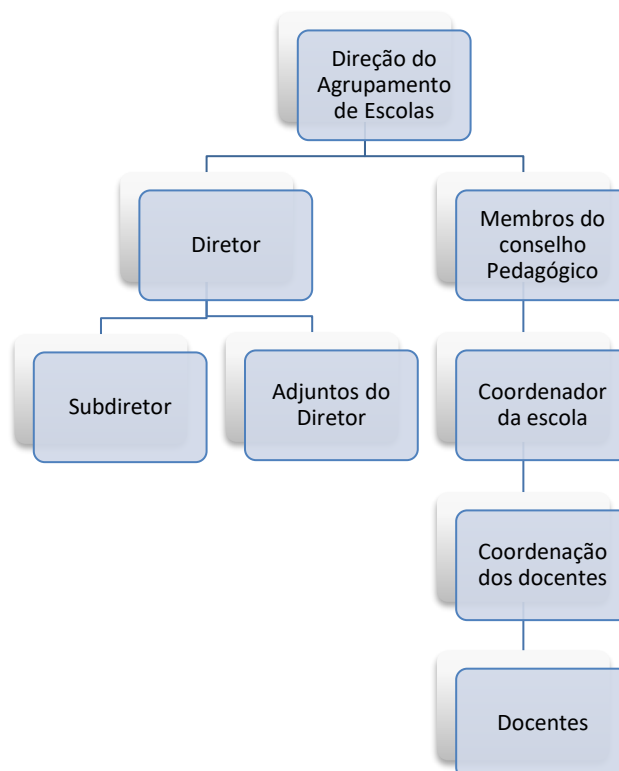 Direção do
Agrupamento
de Escolas
Diretor
Membros do
conselho
Pedagógico
Subdiretor
Adjuntos do
Diretor
Coordenador
da escola
Coordenação
dos docentes
Docentes